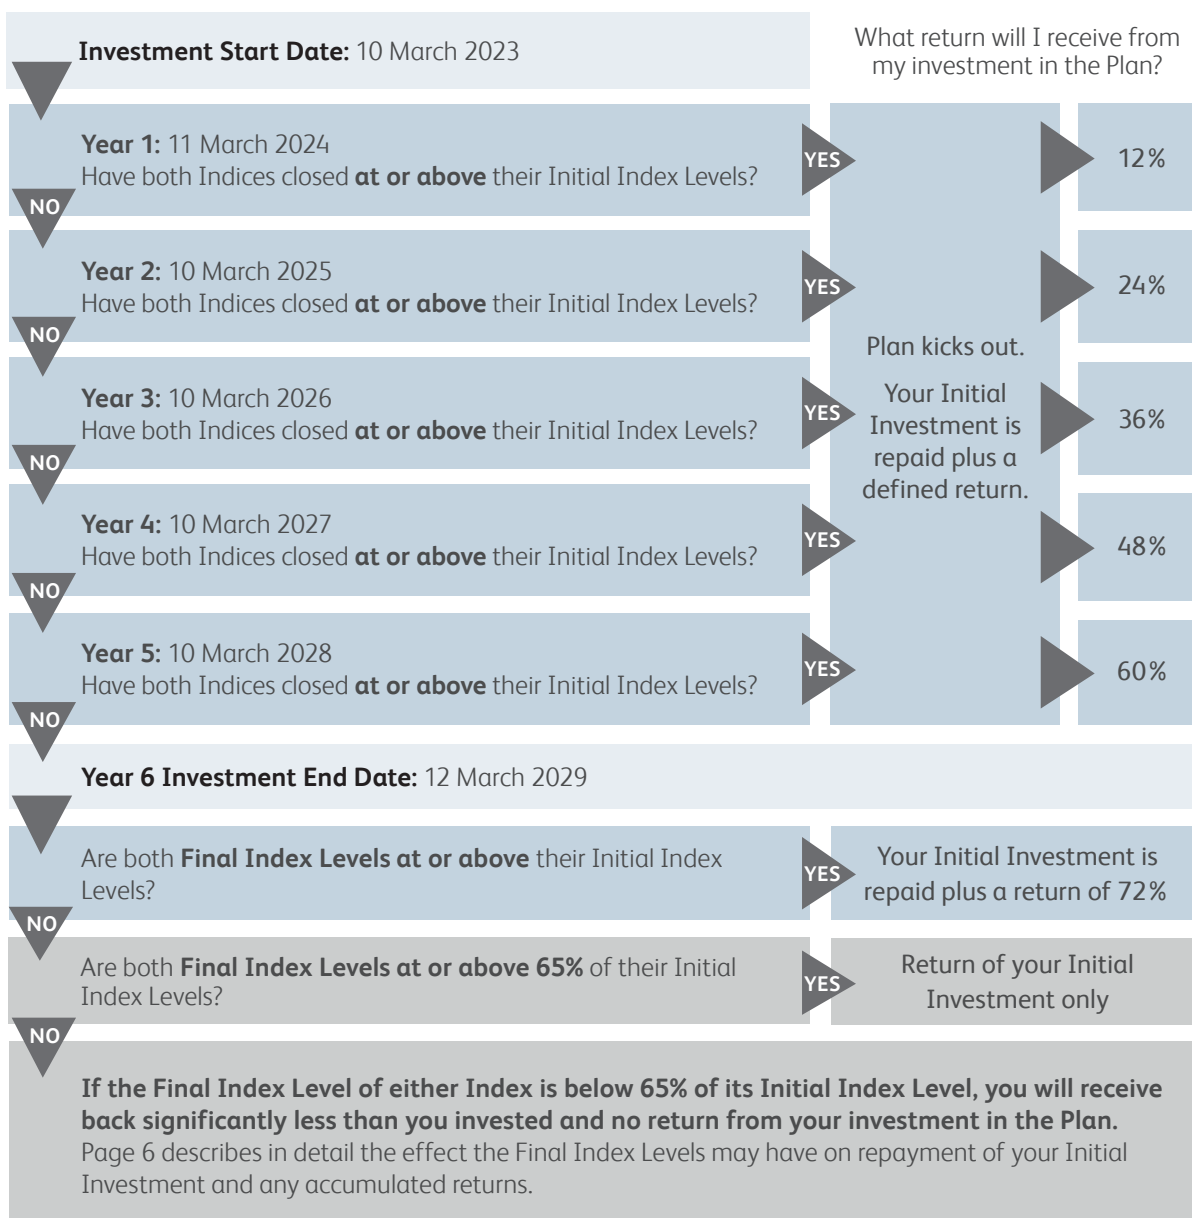 Investment Start Date: 10 March 2023
What return will I receive from
my investment in the Plan?
Year 1: 11 March 2024
Have both Indices closed at or above their Initial Index Levels?
YES
12%
NO
Year 2: 10 March 2025
Have both Indices closed at or above their Initial Index Levels?
YES
24%
NO
Year 3: 10 March 2026
Have both Indices closed at or above their Initial Index Levels?
YES
Plan kicks out.
Your Initial
Investment is
repaid plus a
defined return.
36%
NO
Year 4: 10 March 2027
Have both Indices closed at or above their Initial Index Levels?
YES
48%
NO
Year 5: 10 March 2028
Have both Indices closed at or above their Initial Index Levels?
YES
60%
NO
Year 6 Investment End Date: 12 March 2029
Are both Final Index Levels at or above their Initial Index
Levels?
YES
Your Initial Investment is
repaid plus a return of 72%
NO
Are both Final Index Levels at or above 65% of their Initial
Index Levels?
YES
Return of your Initial
Investment only
NO
If the Final Index Level of either Index is below 65% of its Initial Index Level, you will receive
back significantly less than you invested and no return from your investment in the Plan.
Page 6 describes in detail the effect the Final Index Levels may have on repayment of your Initial
Investment and any accumulated returns.